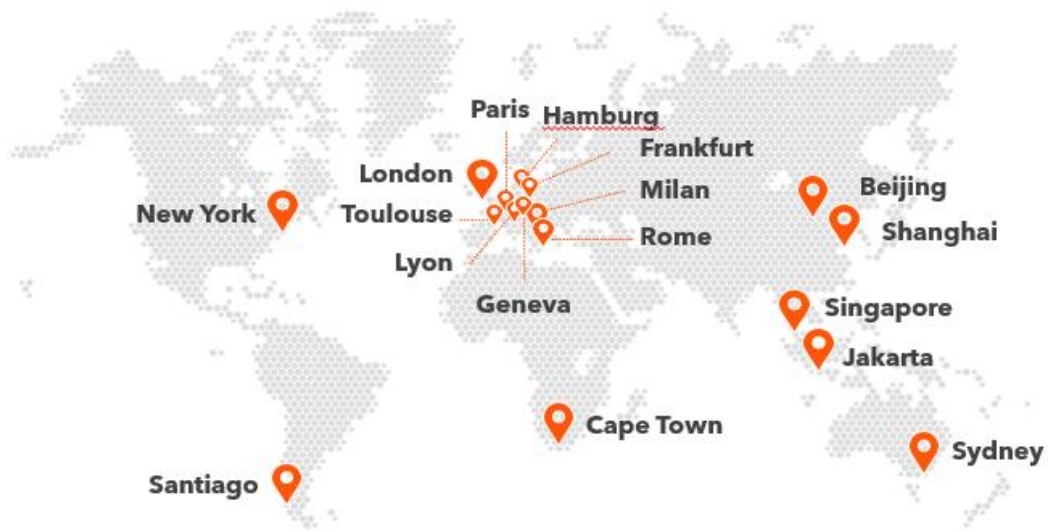 Paris
Hamburg
Frankfurt
London
Milan
Beijing
New York
Toulouse
Shanghai
Rome
Lyon
Geneva
Singapore
Jakarta
Cape Town
Sydney
Santiago